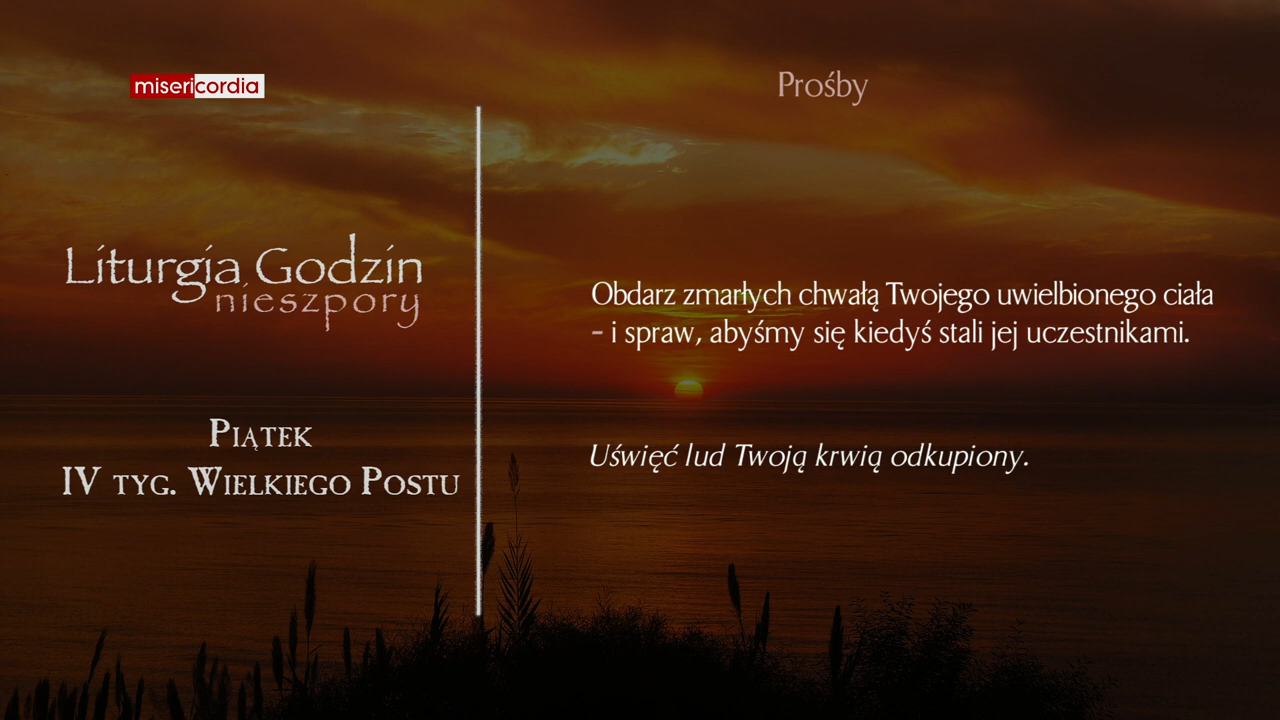 misericordia
Prośby
Liturgia Godzin
nieszpory
Obdarz zmarłych chwałą Twojego uwielbionego ciała
– i spraw, abyśmy się kiedyś stali jej uczestnikami.
Piątek
IV tyg. Wielkiego Postu
Uświęć lud Twoją krwią odkupiony.